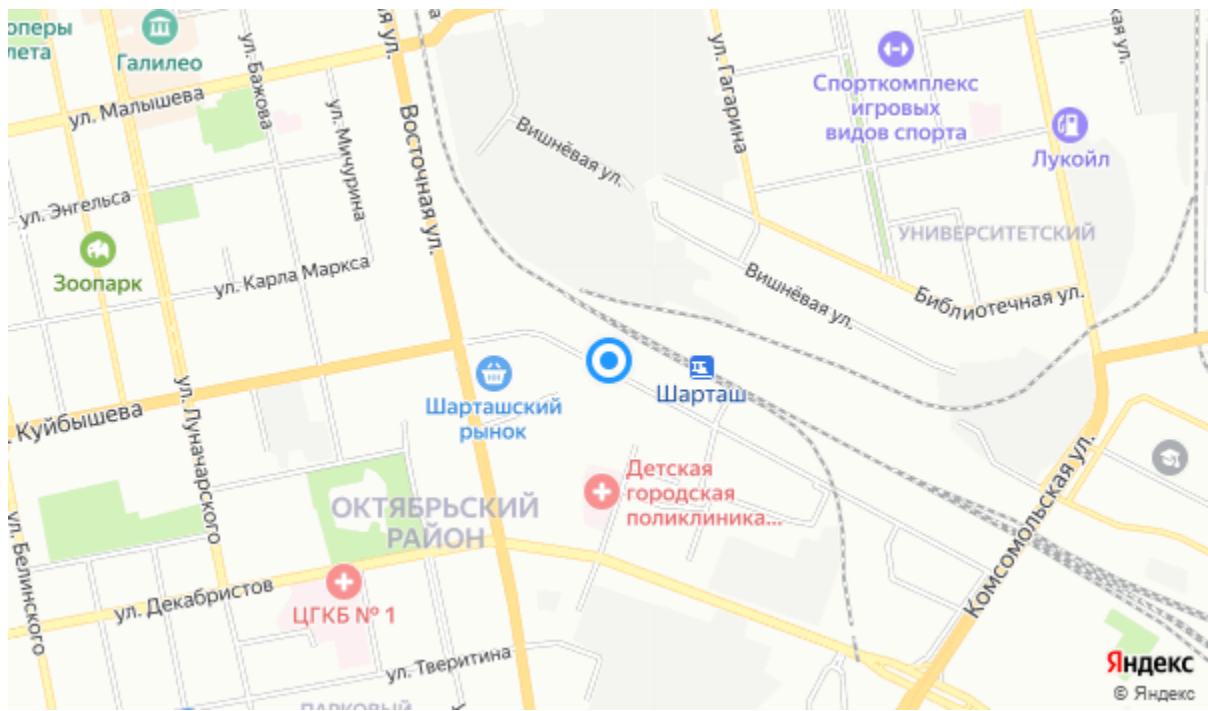 оперы
лета
Галилео
ул. Малышева
ул. Бажова
ул. Мичурина
Восточная ул.
Вишнёвая ул.
ул. Гагарина
Спорткомплекс
игровых
видов спорта
Лукойл
ул. Энгельса
Зоопарк
ул. Карла Маркса
УНИВЕРСИТЕТСКИЙ
Вишнёвая ул.
Библиотечная ул.
Шарташ
Шарташский
рынок
Куйбышева
ул. Луначарского
Детская
городская
поликлиника...
ОКТЯБРЬСКИЙ
РАЙОН
Комсомольская ул.
ул. Белинского
ул. Декабристов
ЦГКБ № 1
ул. Тверитина
ПАРКОВЫЙ
Яндекс
© Яндекс